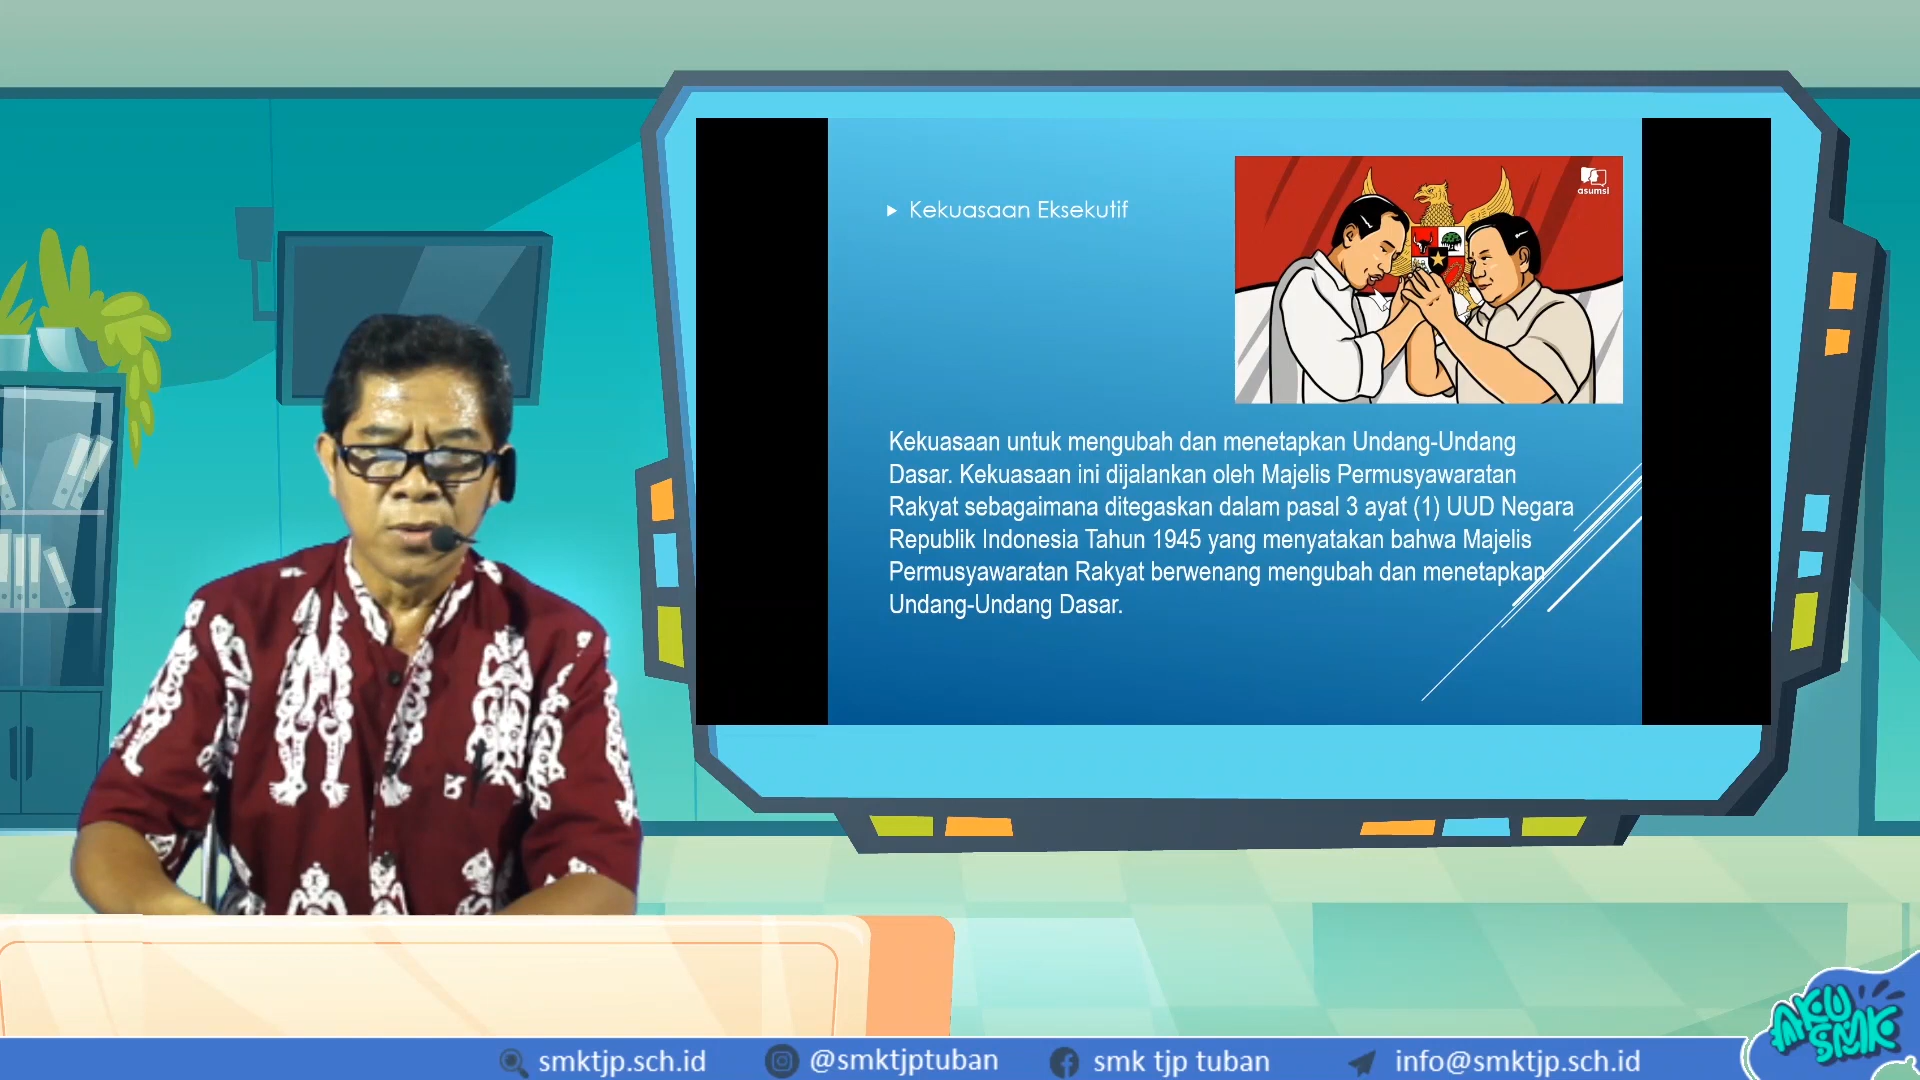 asumsi
Kekuasaan Eksekutif
Kekuasaan untuk mengubah dan menetapkan Undang-Undang
Dasar. Kekuasaan ini dijalankan oleh Majelis Permusyawaratan
Rakyat sebagaimana ditegaskan dalam pasal 3 ayat (1) UUD Negara
Republik Indonesia Tahun 1945 yang menyatakan bahwa Majelis
Permusyawaratan Rakyat berwenang mengubah dan menetapkan
Undang-Undang Dasar.
AKU
SMK
smktjp.sch.id
@smktjptuban
smk tjp tuban
info@smktjp.sch.id